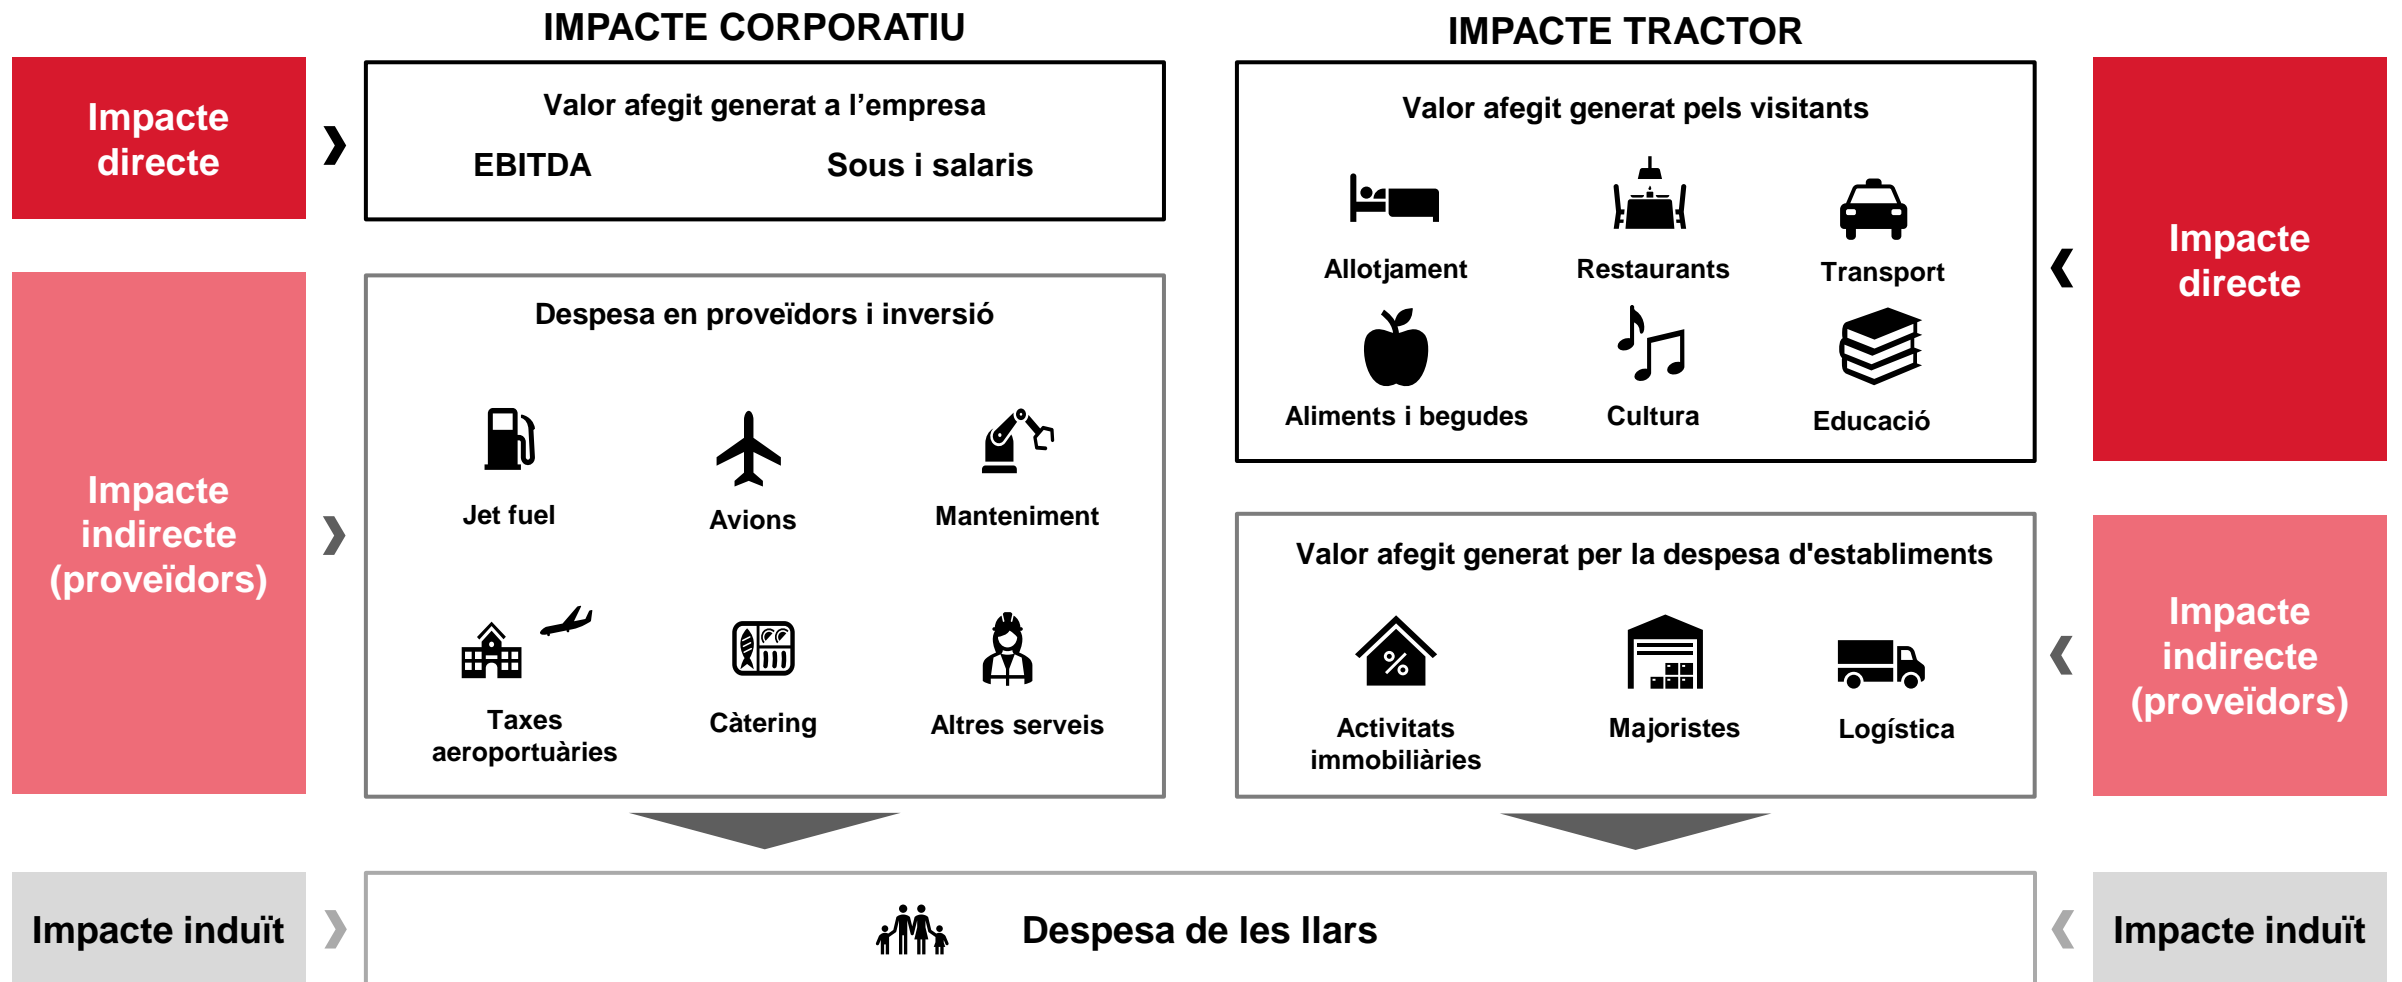 IMPACTE CORPORATIU
Impacte
directe
Valor afegit generat a l’empresa
EBITDA
Sous i salaris
Impacte
indirecte
(proveïdors)
Despesa en proveïdors i inversió
Jet fuel
Avions
Manteniment
Taxes
aeroportuàries
Càtering
Altres serveis
IMPACTE TRACTOR
Valor afegit generat pels visitants
Allotjament
Restaurants
Transport
Aliments i begudes
Cultura
Educació
Impacte
directe
Valor afegit generat per la despesa d'establiments
%
Activitats
immobiliàries
Majoristes
Logística
Impacte
indirecte
(proveïdors)
Impacte induït
Despesa de les llars
Impacte induït